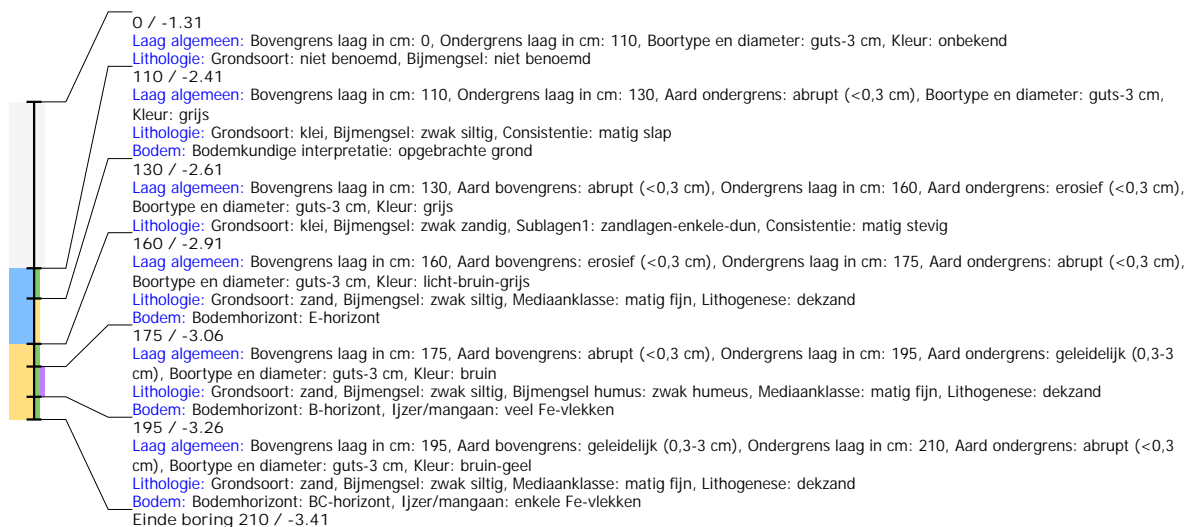 0 / -1.31
Laag algemeen: Bovengrens laag in cm: 0, Ondergrens laag in cm: 110, Boortype en diameter: guts-3 cm, Kleur: onbekend
Lithologie: Grondsoort: niet benoemd, Bijmengsel: niet benoemd
110 / -2.41
Laag algemeen: Bovengrens laag in cm: 110, Ondergrens laag in cm: 130, Aard ondergrens: abrupt (<0,3 cm), Boortype en diameter: guts-3 cm,
Kleur: grijs
Lithologie: Grondsoort: klei, Bijmengsel: zwak siltig, Consistentie: matig slap
Bodem: Bodemkundige interpretatie: opgebrachte grond
130 / -2.61
Laag algemeen: Bovengrens laag in cm: 130, Aard bovengrens: abrupt (<0,3 cm), Ondergrens laag in cm: 160, Aard ondergrens: erosief (<0,3 cm),
Boortype en diameter: guts-3 cm, Kleur: grijs
Lithologie: Grondsoort: klei, Bijmengsel: zwak zandig, Sublagen1: zandlagen-enkele-dun, Consistentie: matig stevig
160 / -2.91
Laag algemeen: Bovengrens laag in cm: 160, Aard bovengrens: erosief (<0,3 cm), Ondergrens laag in cm: 175, Aard ondergrens: abrupt (<0,3 cm),
Boortype en diameter: guts-3 cm, Kleur: licht-bruin-grijs
Lithologie: Grondsoort: zand, Bijmengsel: zwak siltig, Mediaanklasse: matig fijn, Lithogenese: dekzand
Bodem: Bodemhorizont: E-horizont
175 / -3.06
Laag algemeen: Bovengrens laag in cm: 175, Aard bovengrens: abrupt (<0,3 cm), Ondergrens laag in cm: 195, Aard ondergrens: geleidelijk (0,3-3
cm), Boortype en diameter: guts-3 cm, Kleur: bruin
Lithologie: Grondsoort: zand, Bijmengsel: zwak siltig, Bijmengsel humus: zwak humeus, Mediaanklasse: matig fijn, Lithogenese: dekzand
Bodem: Bodemhorizont: B-horizont, Ijzer/mangaan: veel Fe-vlekken
195 / -3.26
Laag algemeen: Bovengrens laag in cm: 195, Aard bovengrens: geleidelijk (0,3-3 cm), Ondergrens laag in cm: 210, Aard ondergrens: abrupt (<0,3
cm), Boortype en diameter: guts-3 cm, Kleur: bruin-geel
Lithologie: Grondsoort: zand, Bijmengsel: zwak siltig, Mediaanklasse: matig fijn, Lithogenese: dekzand
Bodem: Bodemhorizont: BC-horizont, Ijzer/mangaan: enkele Fe-vlekken
Einde boring 210 / -3.41